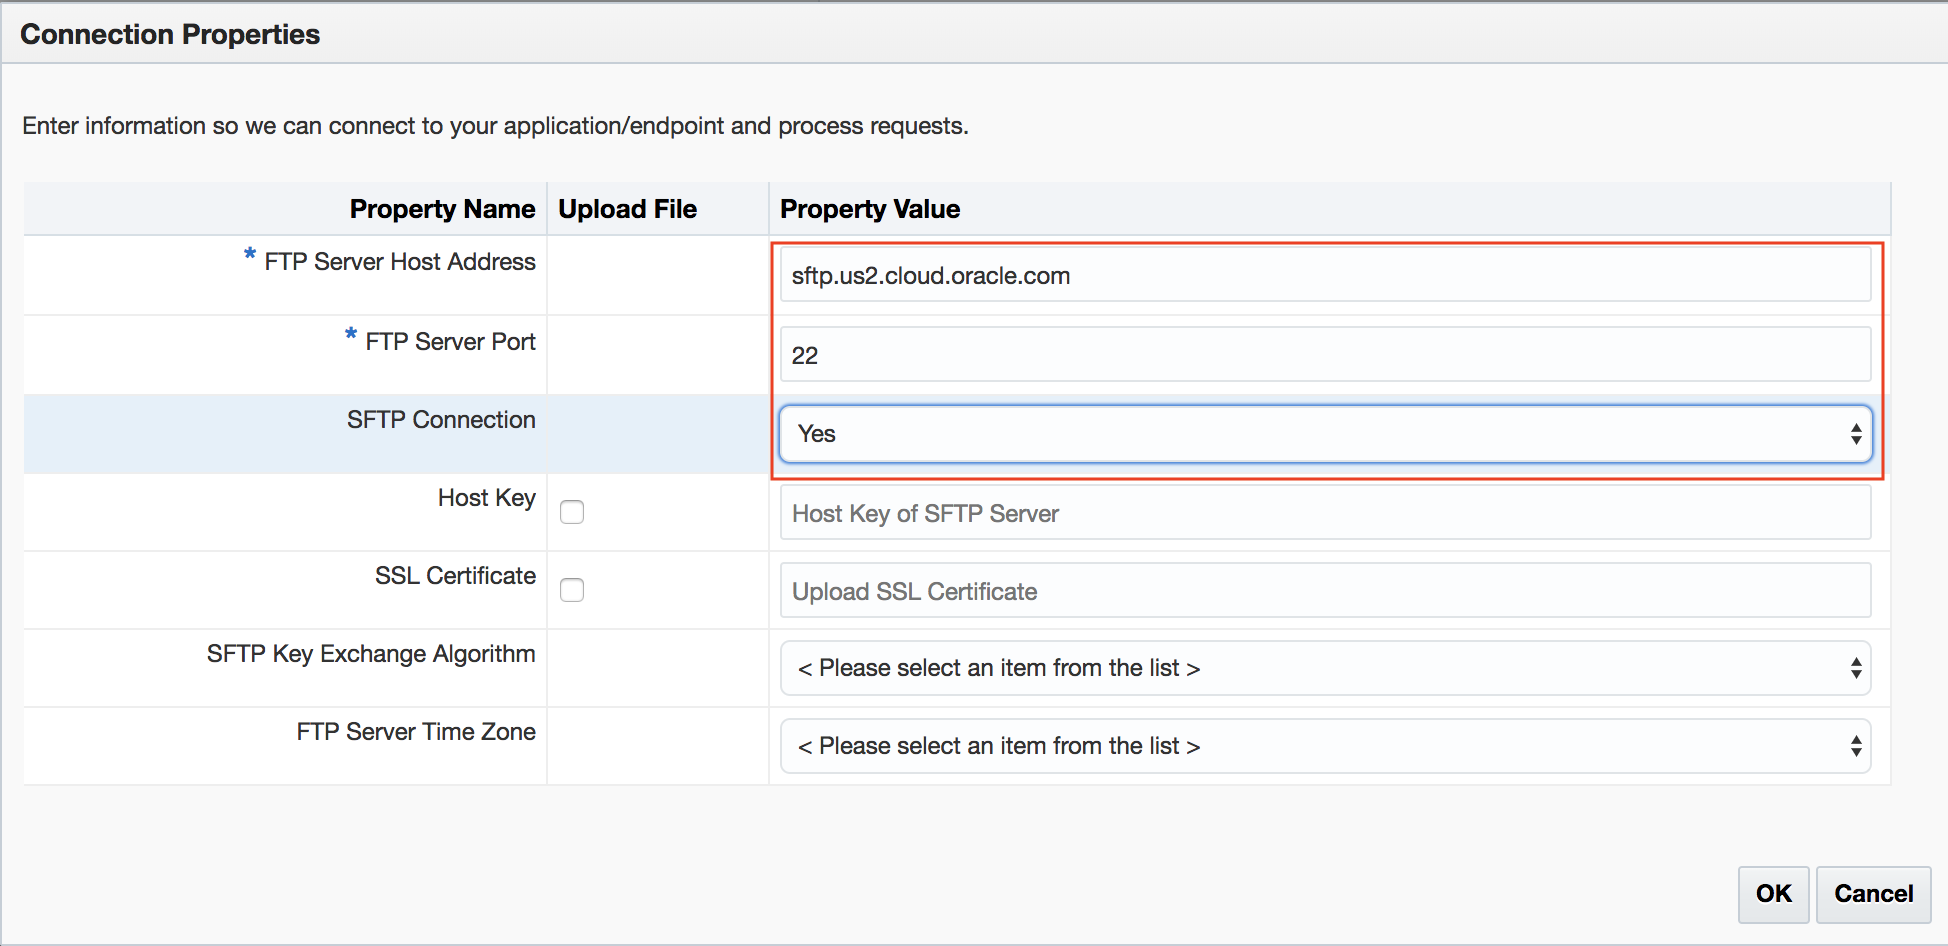 Connection Properties
Enter information so we can connect to your application/endpoint and process requests.
Property Name Upload File Property Value
* FTP Server Host Address sftp.us2.cloud.oracle.com
* FTP Server Port 22
SFTP Connection Yes
Host Key Host Key of SFTP Server
SSL Certificate Upload SSL Certificate
SFTP Key Exchange Algorithm < Please select an item from the list >
FTP Server Time Zone < Please select an item from the list >
OK Cancel